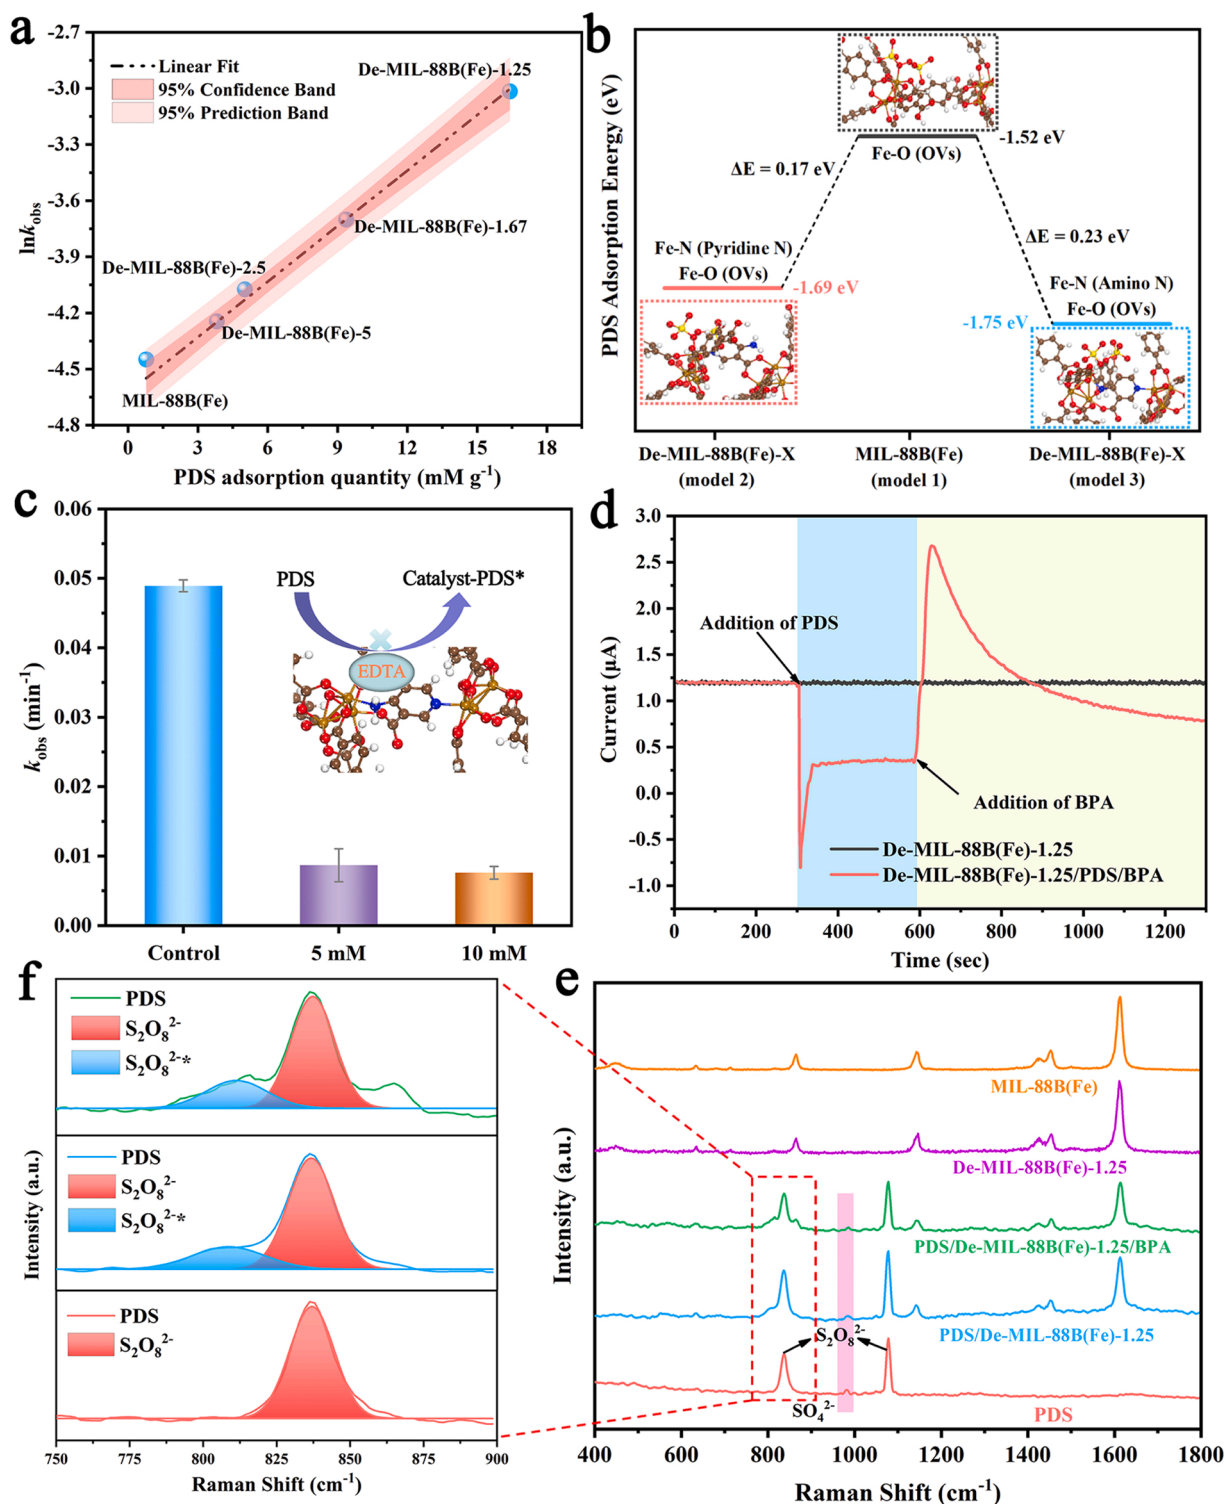 a
-2.7
-3.0
-3.3
-3.6
-3.9
-4.2
-4.5
-4.8
lnk_obs
Linear Fit
95% Confidence Band
95% Prediction Band
De-MIL-88B(Fe)-1.25
De-MIL-88B(Fe)-1.67
De-MIL-88B(Fe)-2.5
De-MIL-88B(Fe)-5
MIL-88B(Fe)
0 3 6 9 12 15 18
PDS adsorption quantity (mM g⁻¹)
b
PDS Adsorption Energy (eV)
-1.52 eV
Fe-O (OVs)
ΔE = 0.17 eV
ΔE = 0.23 eV
Fe-N (Pyridine N)
Fe-O (OVs)
-1.69 eV
Fe-N (Amino N)
Fe-O (OVs)
-1.75 eV
De-MIL-88B(Fe)-X
(model 2)
MIL-88B(Fe)
(model 1)
De-MIL-88B(Fe)-X
(model 3)
c
0.06
0.05
0.04
0.03
0.02
0.01
0.00
k_obs (min⁻¹)
PDS
Catalyst-PDS*
EDTA
Control 5 mM 10 mM
d
3.0
2.5
2.0
1.5
1.0
0.5
0.0
-0.5
-1.0
Current (μA)
Addition of PDS
Addition of BPA
De-MIL-88B(Fe)-1.25
De-MIL-88B(Fe)-1.25/PDS/BPA
0 200 400 600 800 1000 1200
Time (sec)
f
PDS
S₂O₈²⁻
S₂O₈²⁻*
PDS
S₂O₈²⁻
S₂O₈²⁻*
PDS
S₂O₈²⁻
Intensity (a.u.)
750 775 800 825 850 875 900
Raman Shift (cm⁻¹)
e
Intensity (a.u.)
MIL-88B(Fe)
De-MIL-88B(Fe)-1.25
PDS/De-MIL-88B(Fe)-1.25/BPA
PDS/De-MIL-88B(Fe)-1.25
S₂O₈²⁻
SO₄²⁻
PDS
400 600 800 1000 1200 1400 1600 1800
Raman Shift (cm⁻¹)